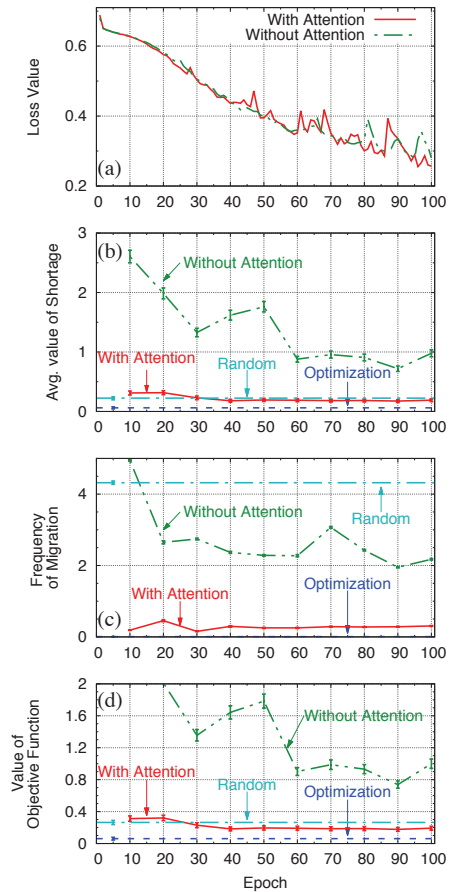 With Attention
Without Attention
0.6
0.4
0.2
Loss Value
(a)
0 10 20 30 40 50 60 70 80 90 100
3
2
1
0
Avg. value of Shortage
(b)
Without Attention
With Attention
Random
Optimization
0 10 20 30 40 50 60 70 80 90 100
4
2
0
Frequency
of Migration
(c)
Without Attention
Random
With Attention
Optimization
0 10 20 30 40 50 60 70 80 90 100
2
1.6
1.2
0.8
0.4
0
Value of
Objective Function
(d)
Without Attention
With Attention
Random
Optimization
0 10 20 30 40 50 60 70 80 90 100
Epoch